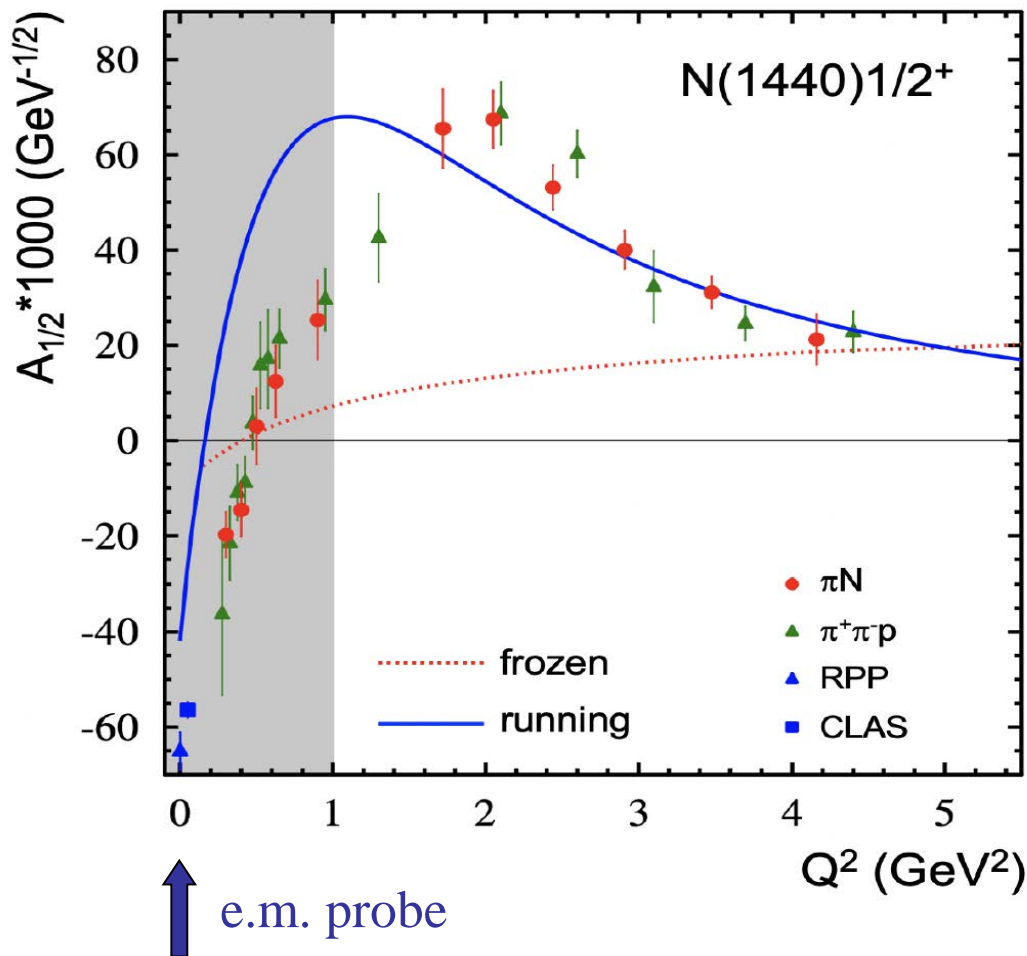 A1/2*1000 (GeV-1/2)
80
60
40
20
0
-20
-40
-60
N(1440)1/2+
πN
π+π-p
RPP
CLAS
frozen
running
0 1 2 3 4 5
Q2 (GeV2)
e.m. probe